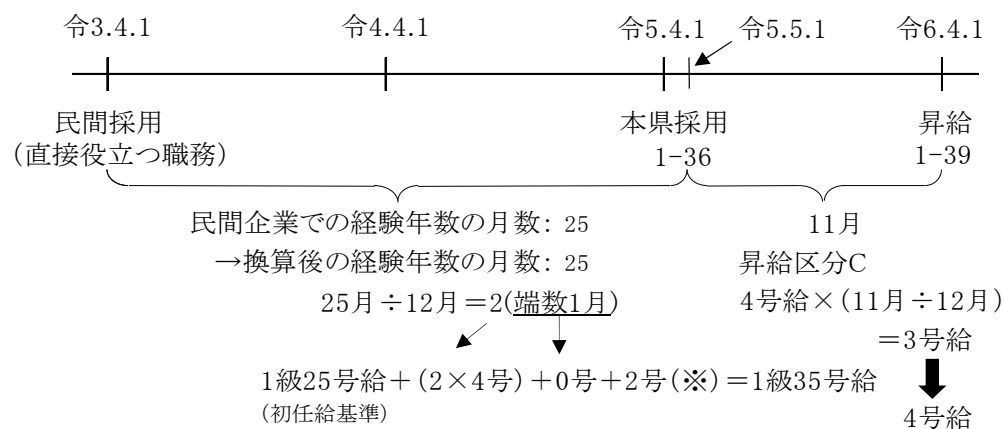 令3.4.1 令4.4.1 令5.4.1 令5.5.1 令6.4.1
民間採用 本県採用 昇給
(直接役立つ職務) 1-36 1-39
民間企業での経験年数の月数: 25 11月
→換算後の経験年数の月数: 25 昇給区分C
25月÷12月=2(端数1月) 4号給×(11月÷12月)
=3号給
1級25号給+(2×4号)+0号+2号(※)=1級35号給
(初任給基準) 4号給